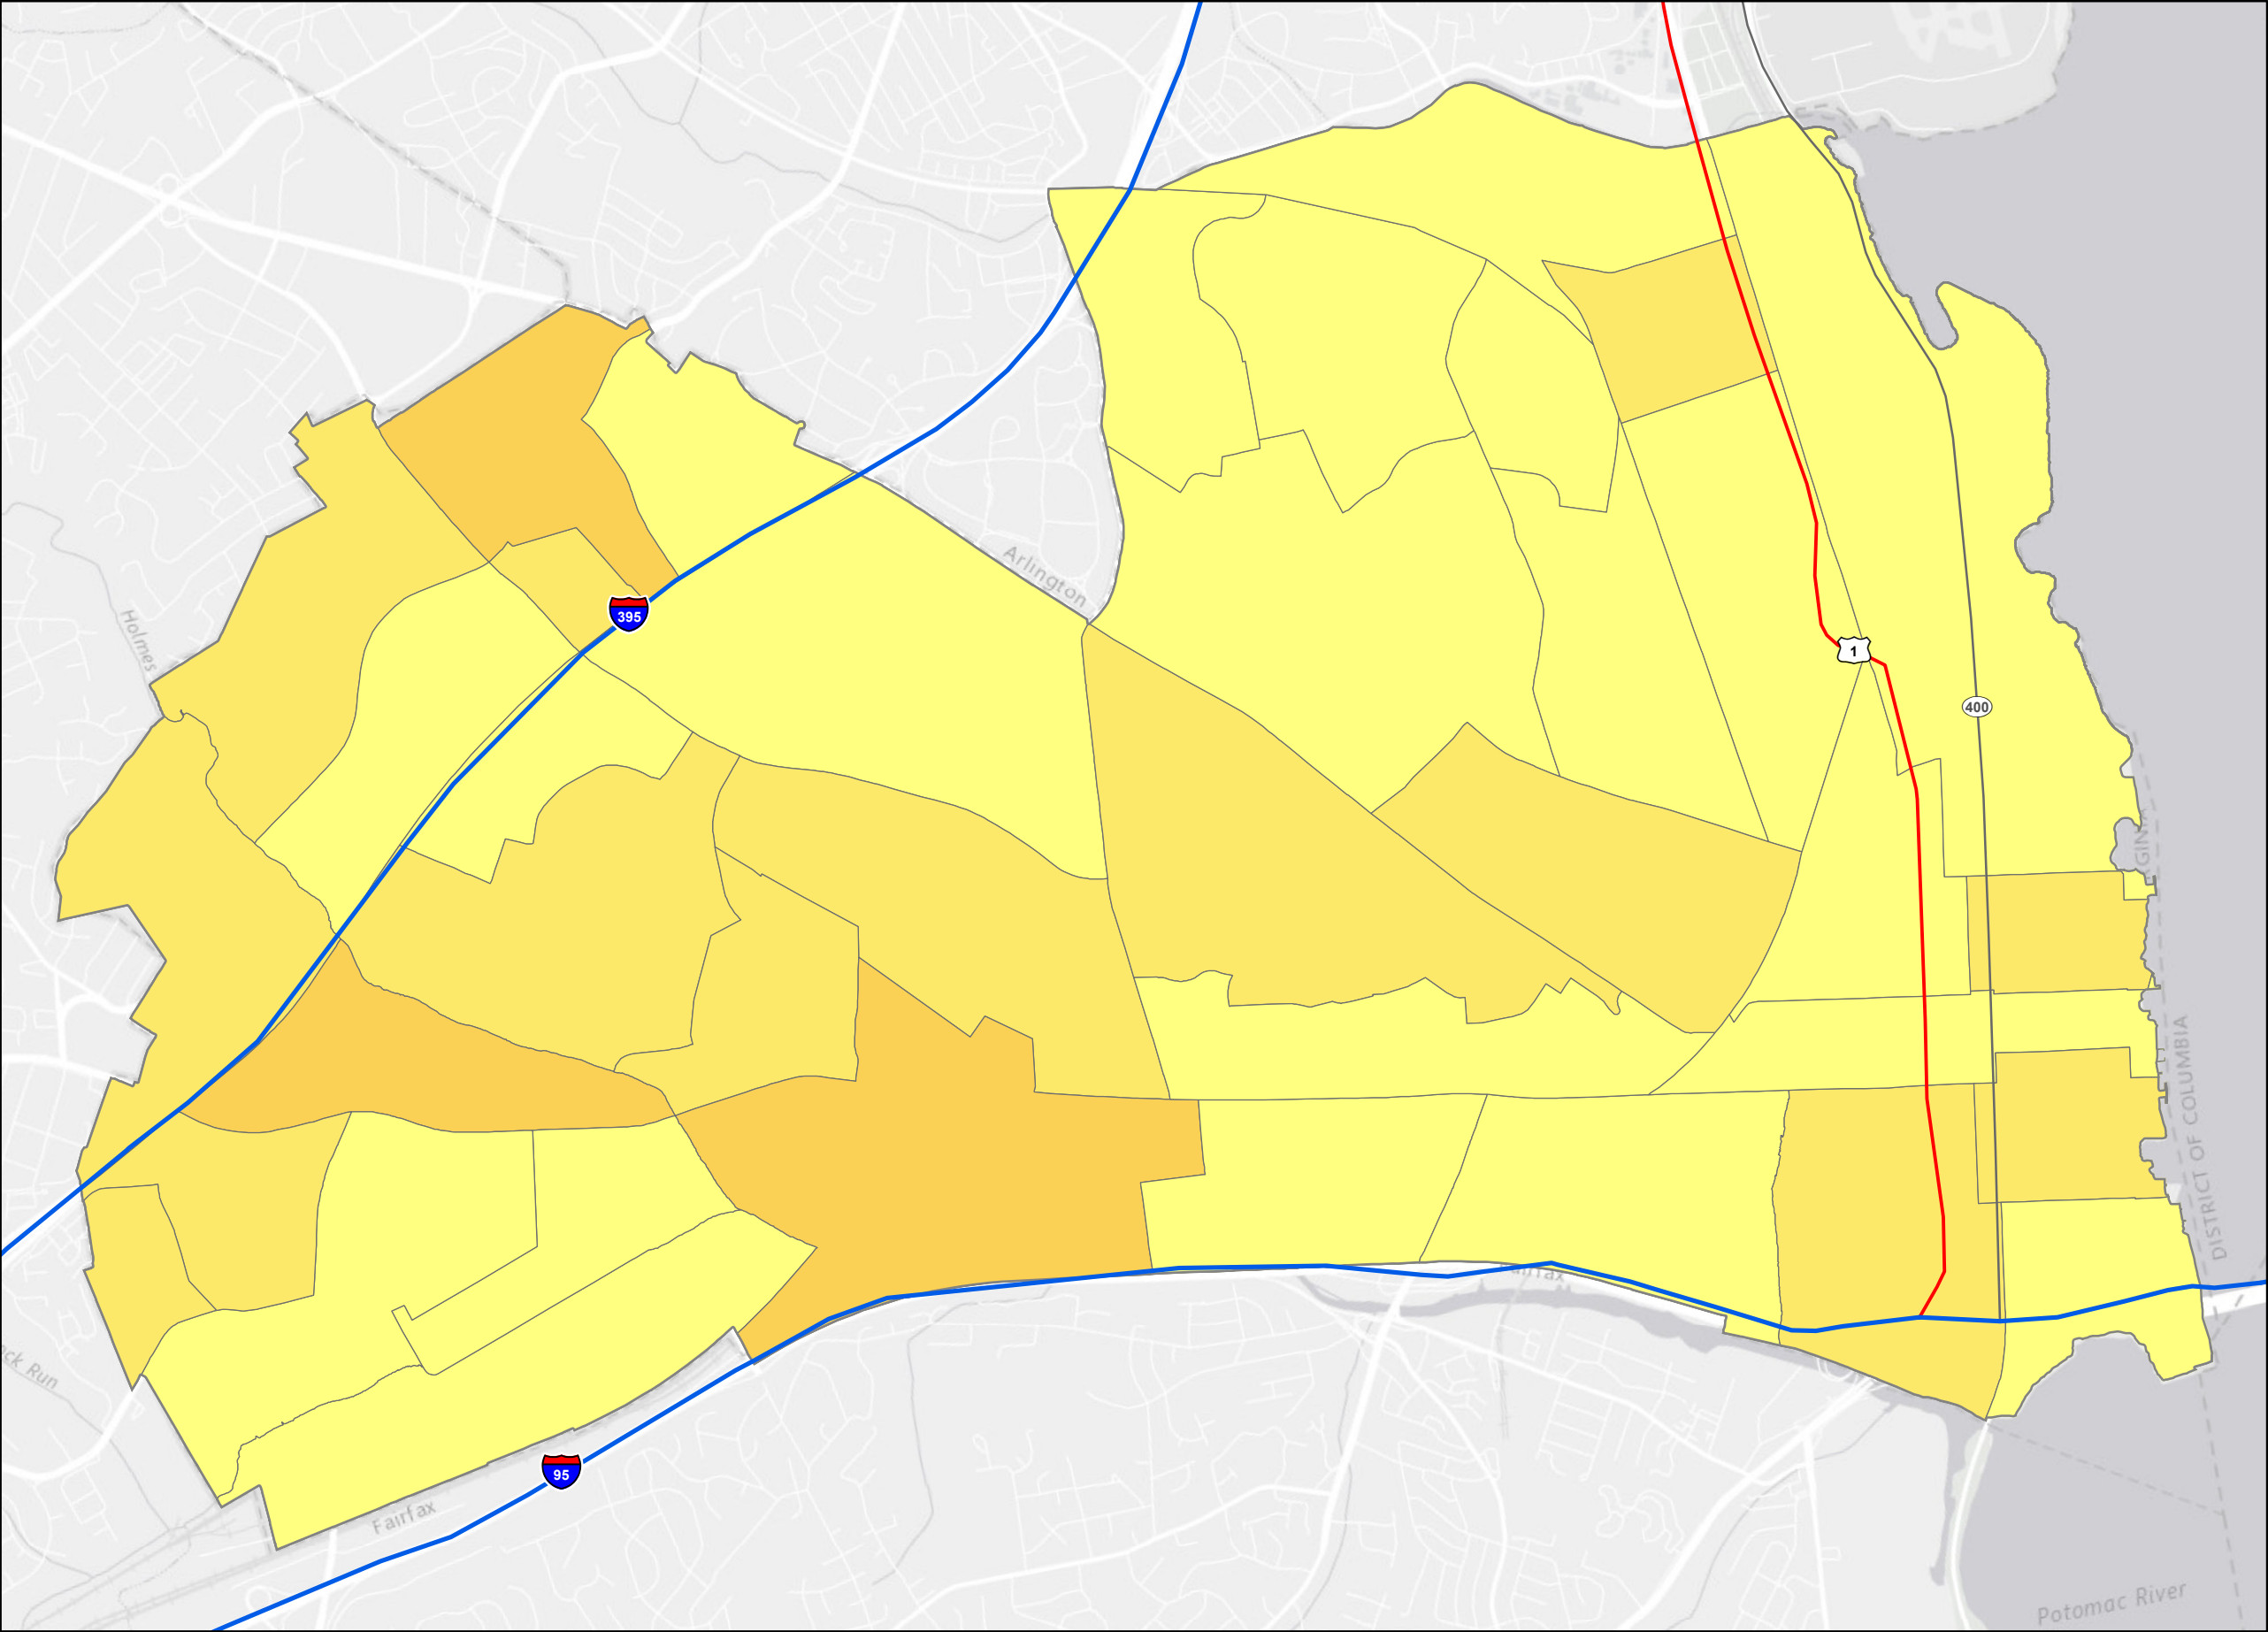 Arlington
395
Holmes
1
400
VIRGINIA
DISTRICT OF COLUMBIA
Fairfax
ck Run
95
Fairfax
Potomac River